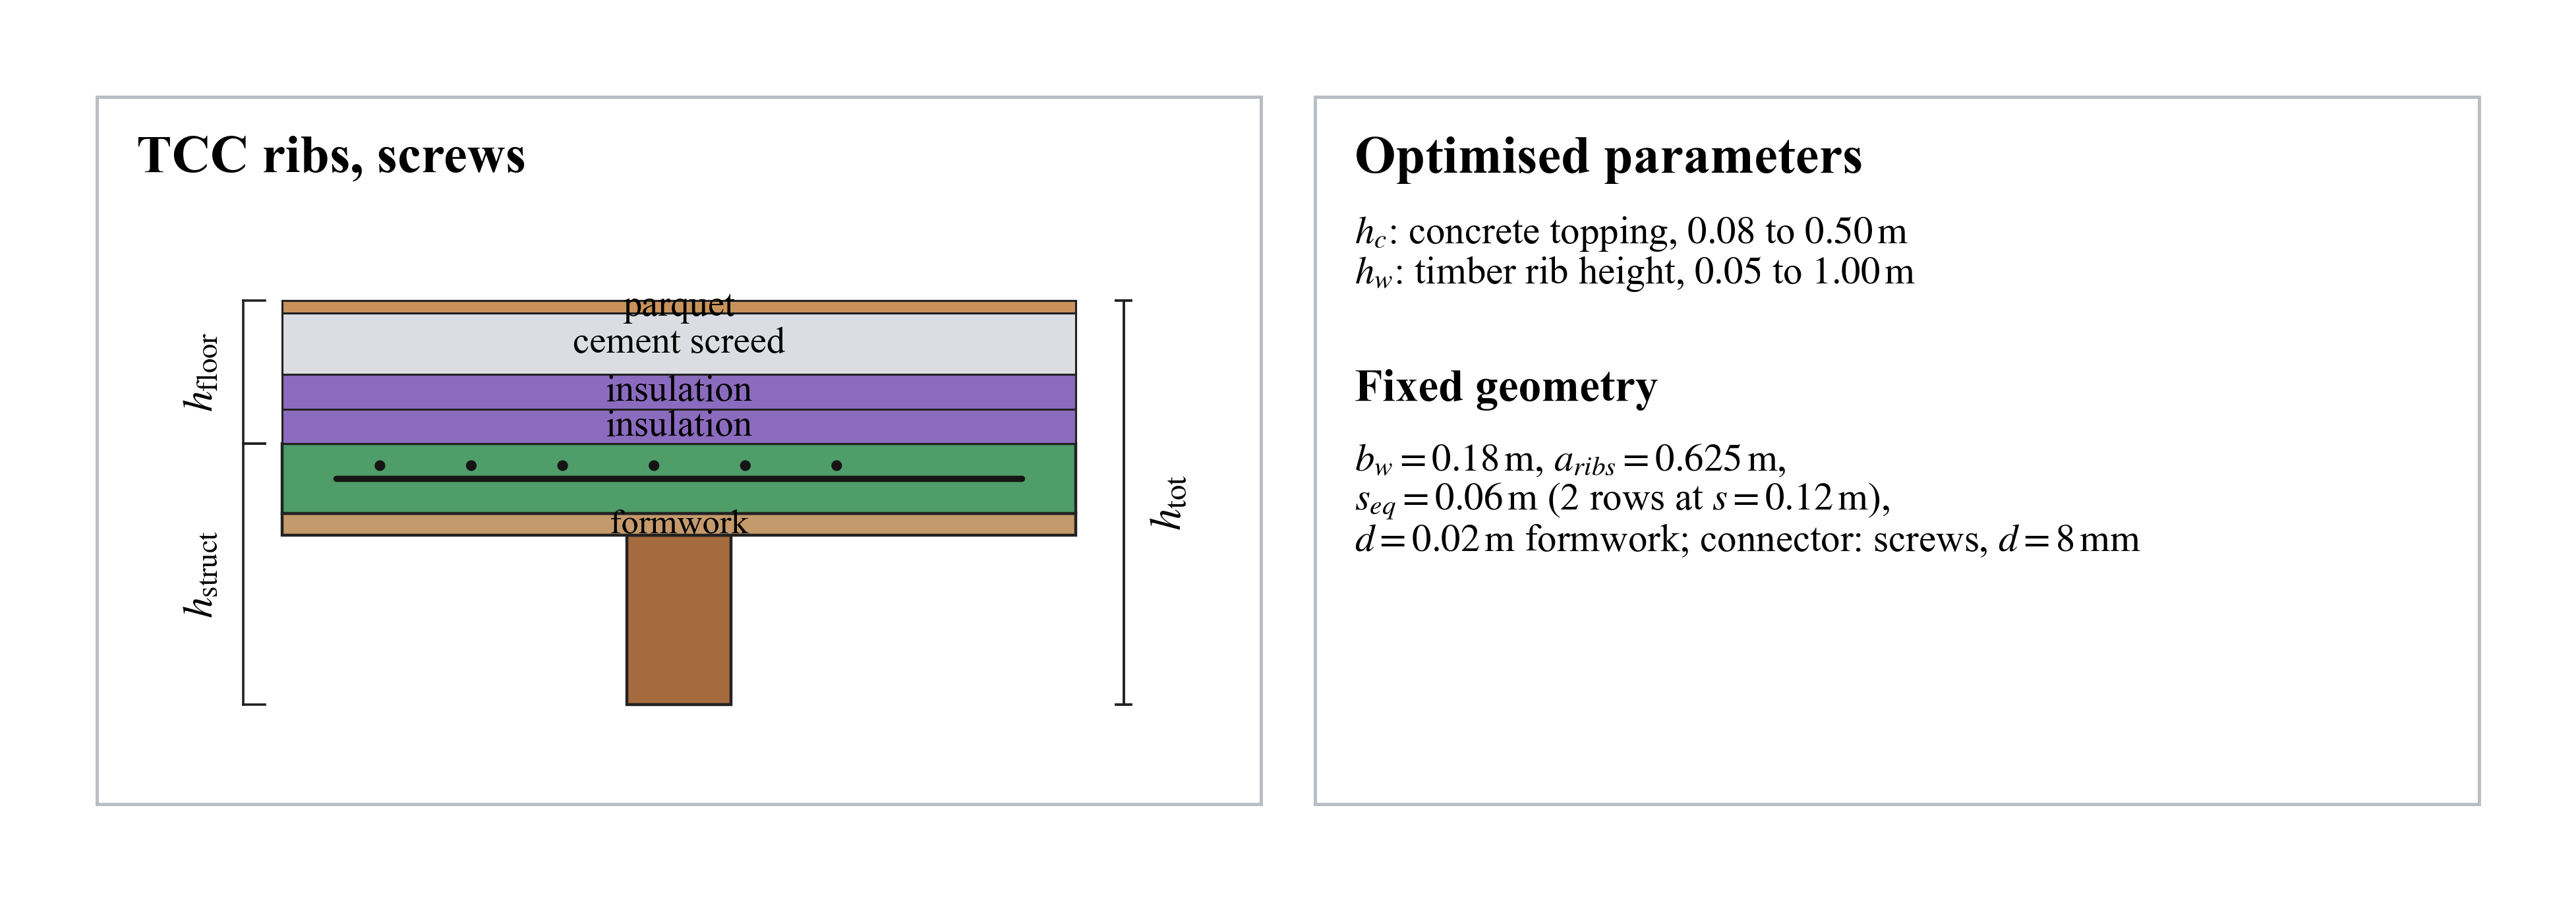 TCC ribs, screws
parquet
cement screed
insulation
insulation
formwork
h_floor
h_struct
h_tot
Optimised parameters
h_c: concrete topping, 0.08 to 0.50 m
h_w: timber rib height, 0.05 to 1.00 m
Fixed geometry
b_w = 0.18 m, a_ribs = 0.625 m,
s_eq = 0.06 m (2 rows at s = 0.12 m),
d = 0.02 m formwork; connector: screws, d = 8 mm